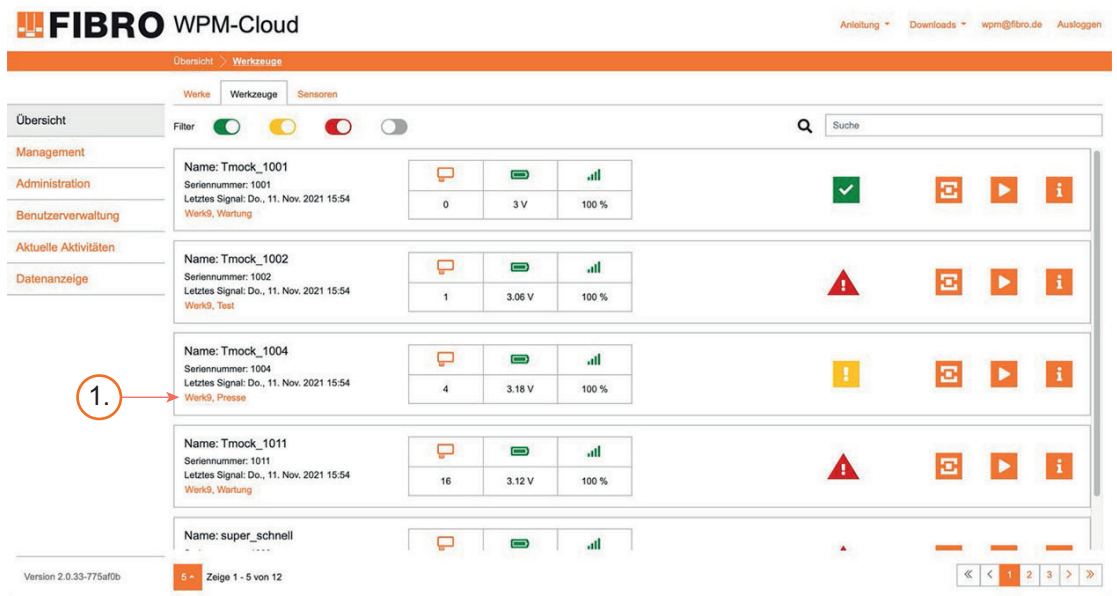 FIBRO WPM-Cloud
Anleitung Downloads wpm@fibro.de Ausloggen
Übersicht > Werkzeuge
Werke Werkzeuge Sensoren
Übersicht
Management
Administration
Benutzerverwaltung
Aktuelle Aktivitäten
Datenanzeige
Filter
Suche
Name: Tmock_1001
Seriennummer: 1001
Letztes Signal: Do., 11. Nov. 2021 15:54
Werk9, Wartung
0 3 V 100 %
Name: Tmock_1002
Seriennummer: 1002
Letztes Signal: Do., 11. Nov. 2021 15:54
Werk9, Test
1 3.06 V 100 %
Name: Tmock_1004
Seriennummer: 1004
Letztes Signal: Do., 11. Nov. 2021 15:54
Werk9, Presse
4 3.18 V 100 %
1.
Name: Tmock_1011
Seriennummer: 1011
Letztes Signal: Do., 11. Nov. 2021 15:54
Werk9, Wartung
16 3.12 V 100 %
Name: super_schnell
Version 2.0.33-775af0b
5 Zeige 1 - 5 von 12
« < 1 2 3 > »